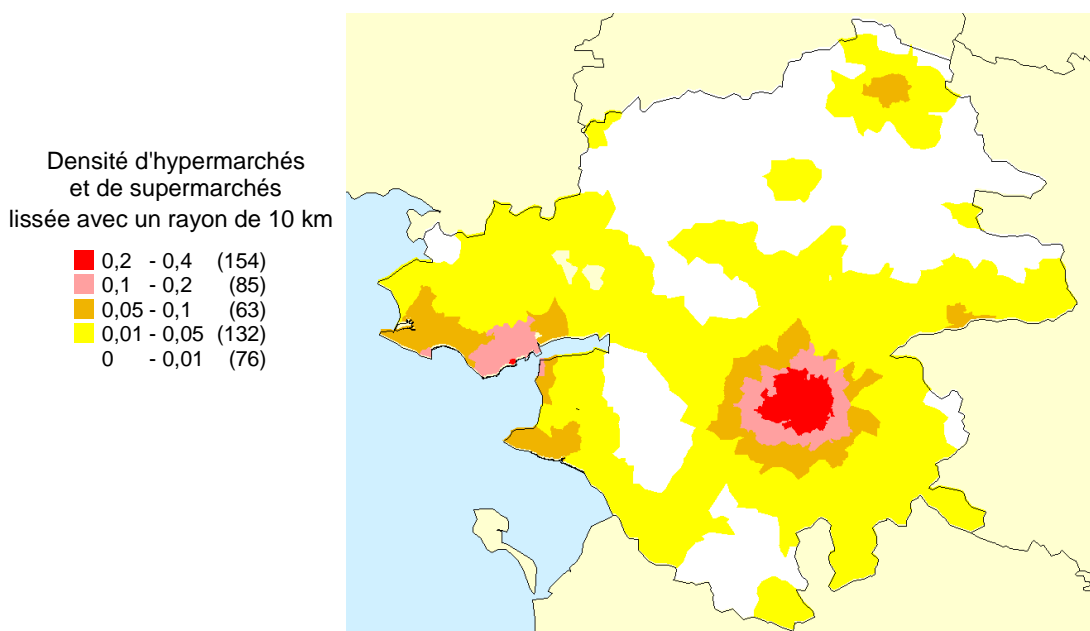 Densité d'hypermarchés
et de supermarchés
lissée avec un rayon de 10 km
0,2 - 0,4 (154)
0,1 - 0,2 (85)
0,05 - 0,1 (63)
0,01 - 0,05 (132)
0 - 0,01 (76)